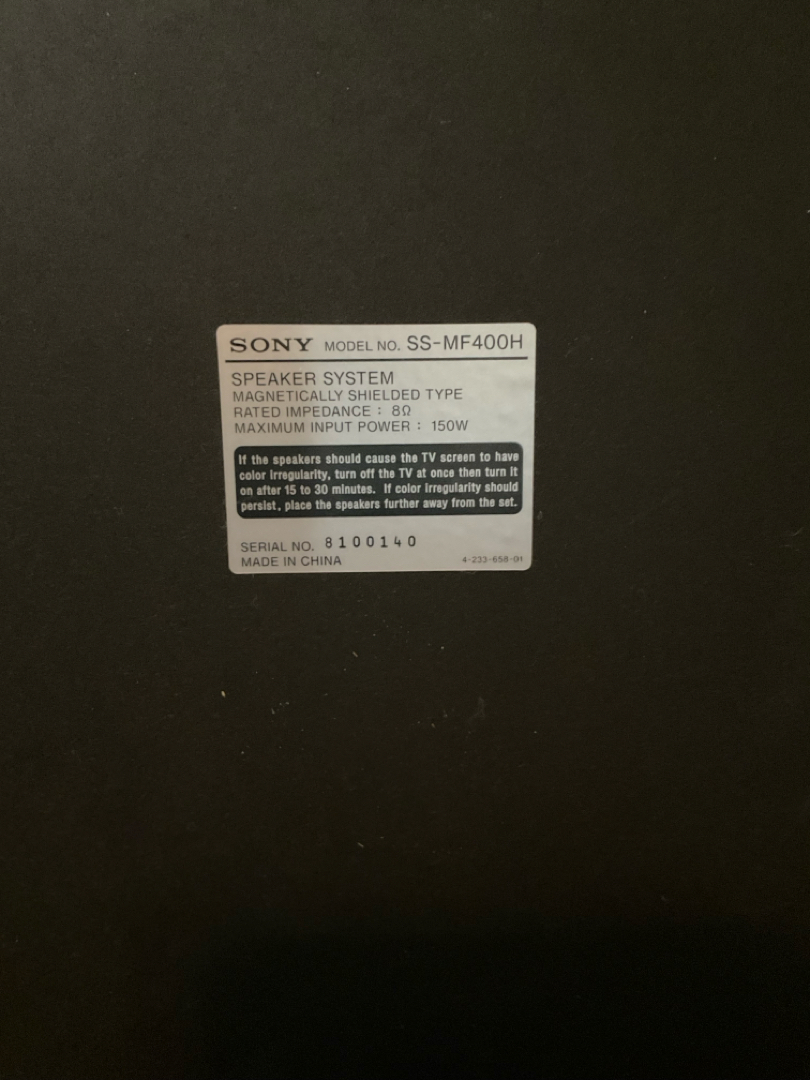 SONY MODEL NO. SS-MF400H
SPEAKER SYSTEM
MAGNETICALLY SHIELDED TYPE
RATED IMPEDANCE : 8Ω
MAXIMUM INPUT POWER : 150W
If the speakers should cause the TV screen to have
color irregularity, turn off the TV at once then turn it
on after 15 to 30 minutes. If color irregularity should
persist, place the speakers further away from the set.
SERIAL NO. 8100140
MADE IN CHINA 4-233-658-01